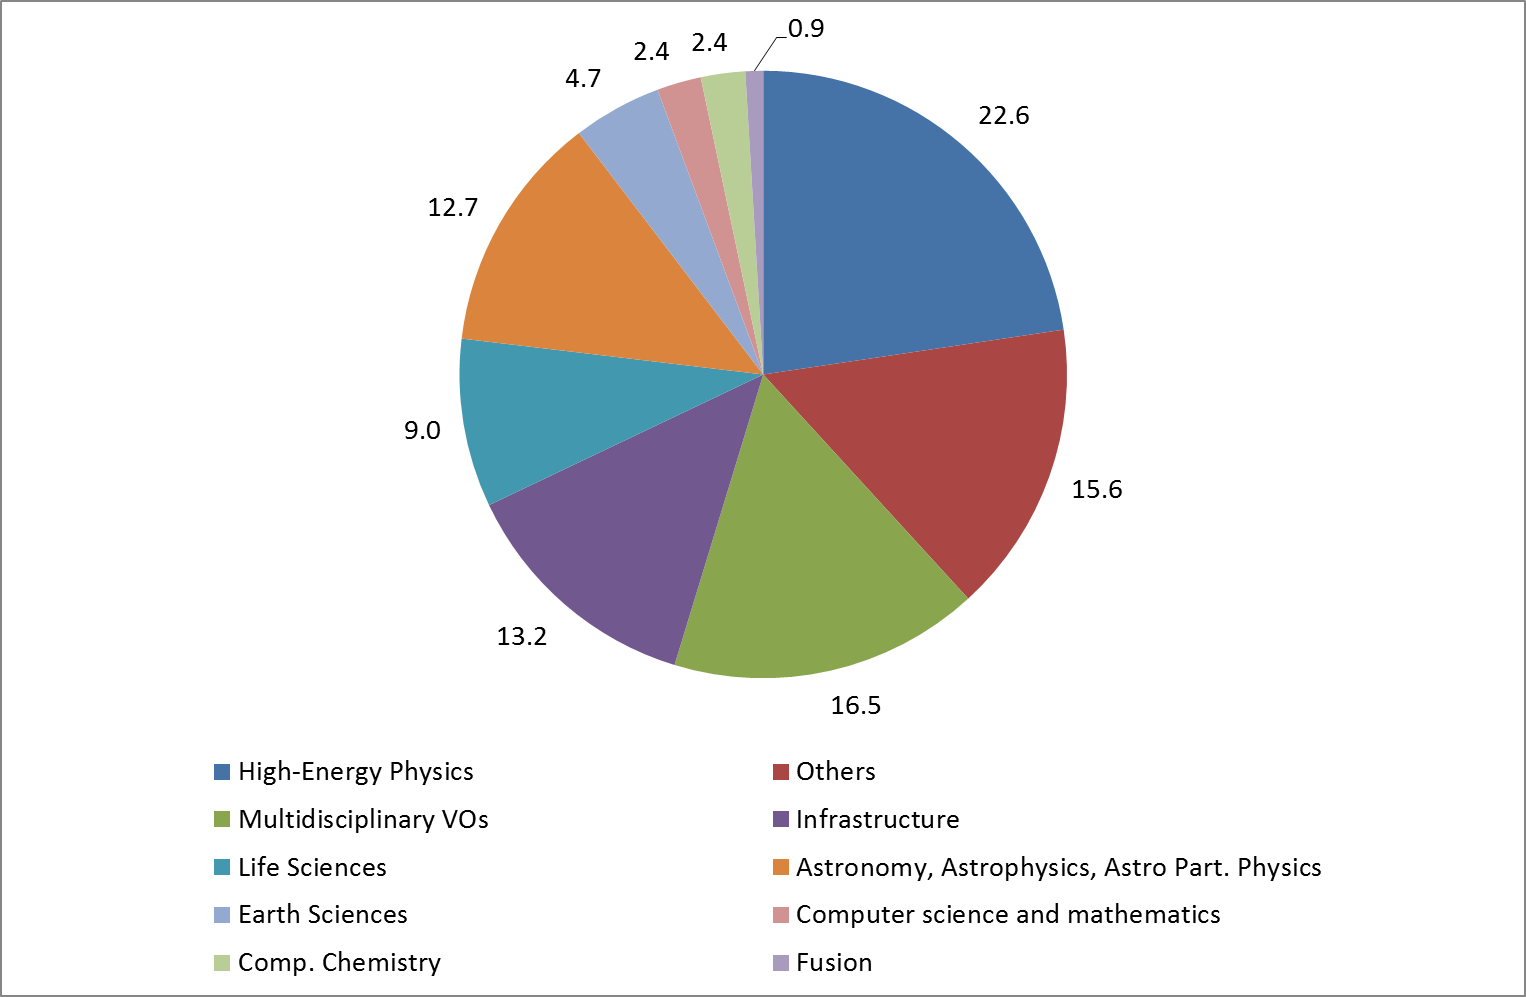 0.9
2.4
2.4
4.7
22.6
12.7
9.0
15.6
13.2
16.5
High-Energy Physics
Others
Multidisciplinary VOs
Infrastructure
Life Sciences
Astronomy, Astrophysics, Astro Part. Physics
Earth Sciences
Computer science and mathematics
Comp. Chemistry
Fusion